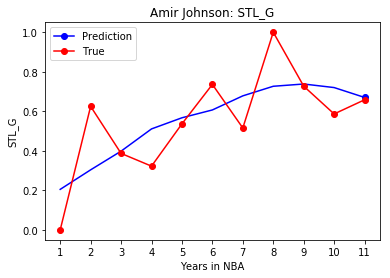 Amir Johnson: STL_G
Prediction
True
1.0
0.8
0.6
0.4
0.2
0.0
STL_G
1 2 3 4 5 6 7 8 9 10 11
Years in NBA